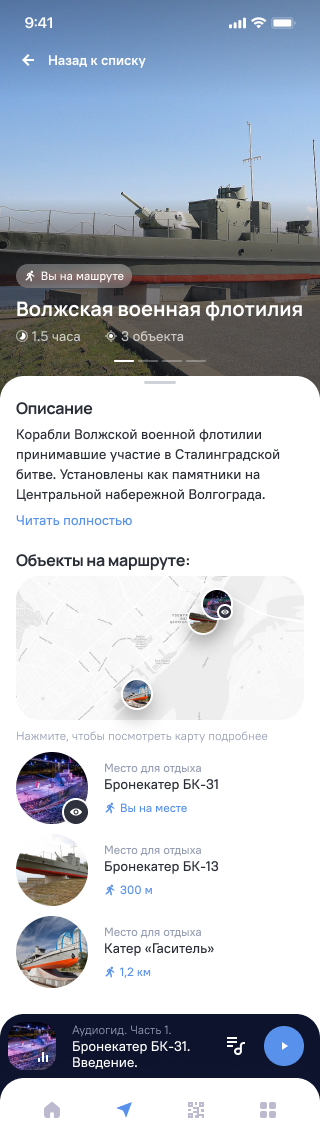 9:41
Назад к списку
Вы на машруте
Волжская военная флотилия
1.5 часа 3 объекта
Описание
Корабли Волжской военной флотилии
принимавшие участие в Сталинградской
битве. Установлены как памятники на
Центральной набережной Волгограда.
Читать полностью
Объекты на маршруте:
Нажмите, чтобы посмотреть карту подробнее
Место для отдыха
Бронекатер БК-31
Вы на месте
Место для отдыха
Бронекатер БК-13
300 м
Место для отдыха
Катер «Гаситель»
1,2 км
Аудиогид. Часть 1.
Бронекатер БК-31.
Введение.